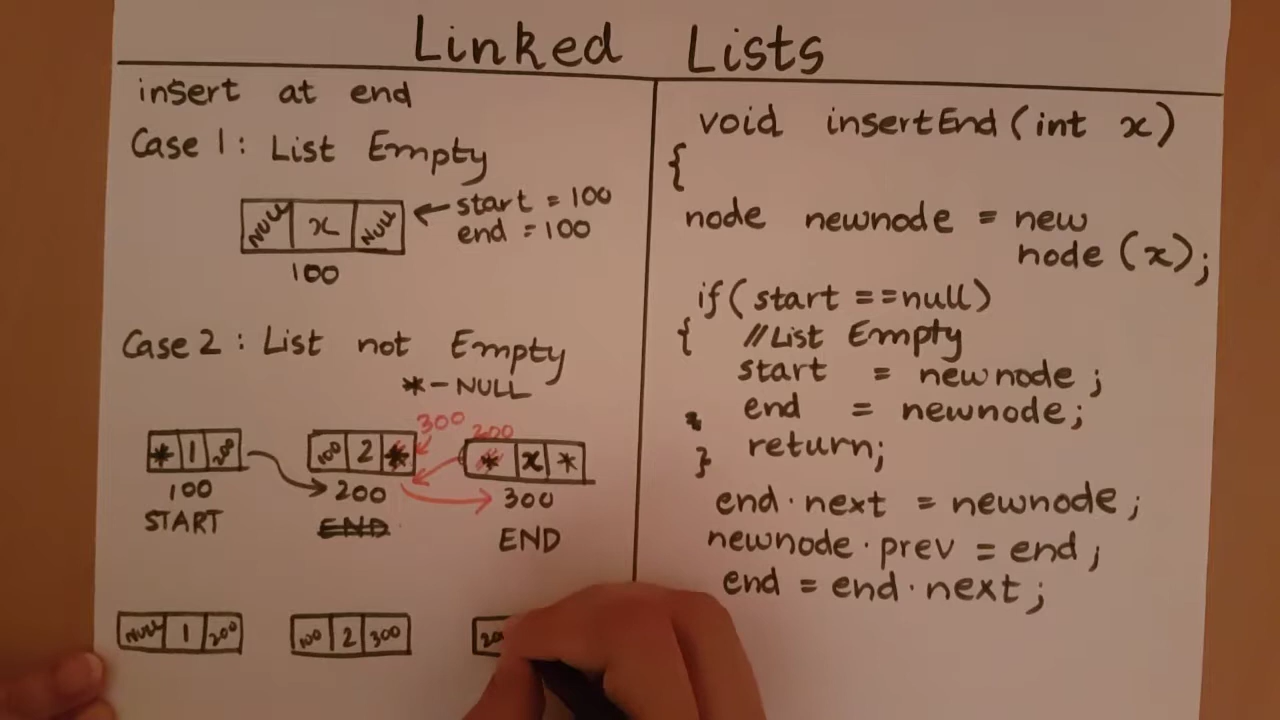 Linked Lists
insert at end
Case 1: List Empty
NULL x NULL
start = 100
end = 100
100
Case 2: List not Empty
* - NULL
300
200
* 1 200
100 2 *
* x *
100
200
300
START
END
END
NULL 1 200
100 2 300
void insertEnd(int x)
{
node newnode = new
node (x);
if( start ==null)
{ //List Empty
start = newnode;
end = newnode;
return;
}
end.next = newnode;
newnode.prev = end;
end = end.next;